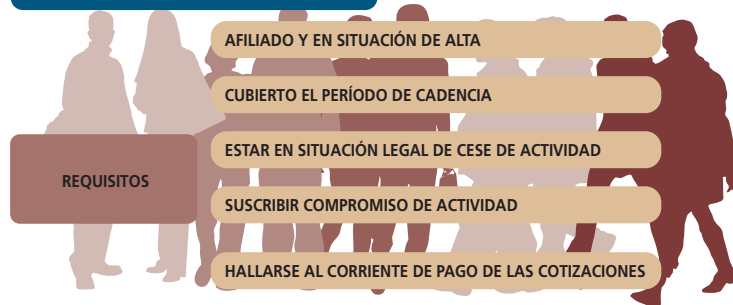 AFILIADO Y EN SITUACIÓN DE ALTA
CUBIERTO EL PERÍODO DE CADENCIA
ESTAR EN SITUACIÓN LEGAL DE CESE DE ACTIVIDAD
REQUISITOS
SUSCRIBIR COMPROMISO DE ACTIVIDAD
HALLARSE AL CORRIENTE DE PAGO DE LAS COTIZACIONES